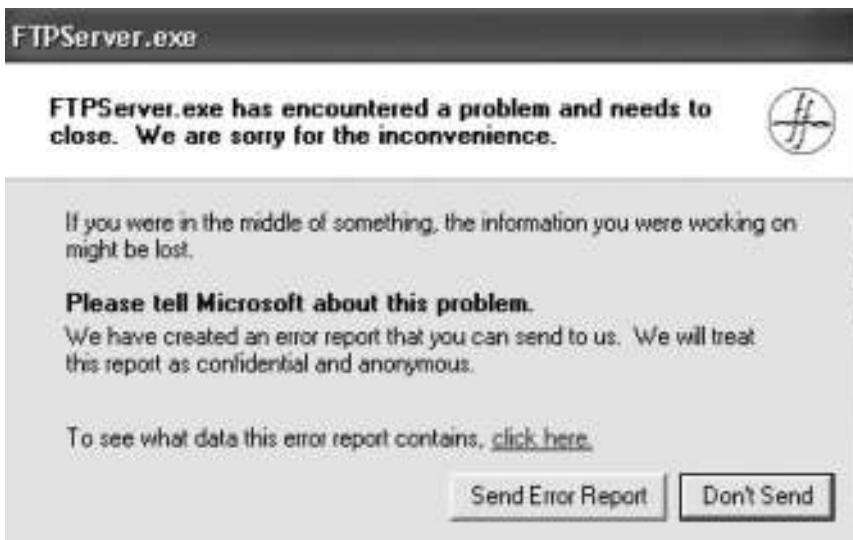 FTPServer.exe
FTPServer.exe has encountered a problem and needs to
close.  We are sorry for the inconvenience.
If you were in the middle of something, the information you were working on
might be lost.
Please tell Microsoft about this problem.
We have created an error report that you can send to us.  We will treat
this report as confidential and anonymous.
To see what data this error report contains, click here.
Send Error Report
Don't Send